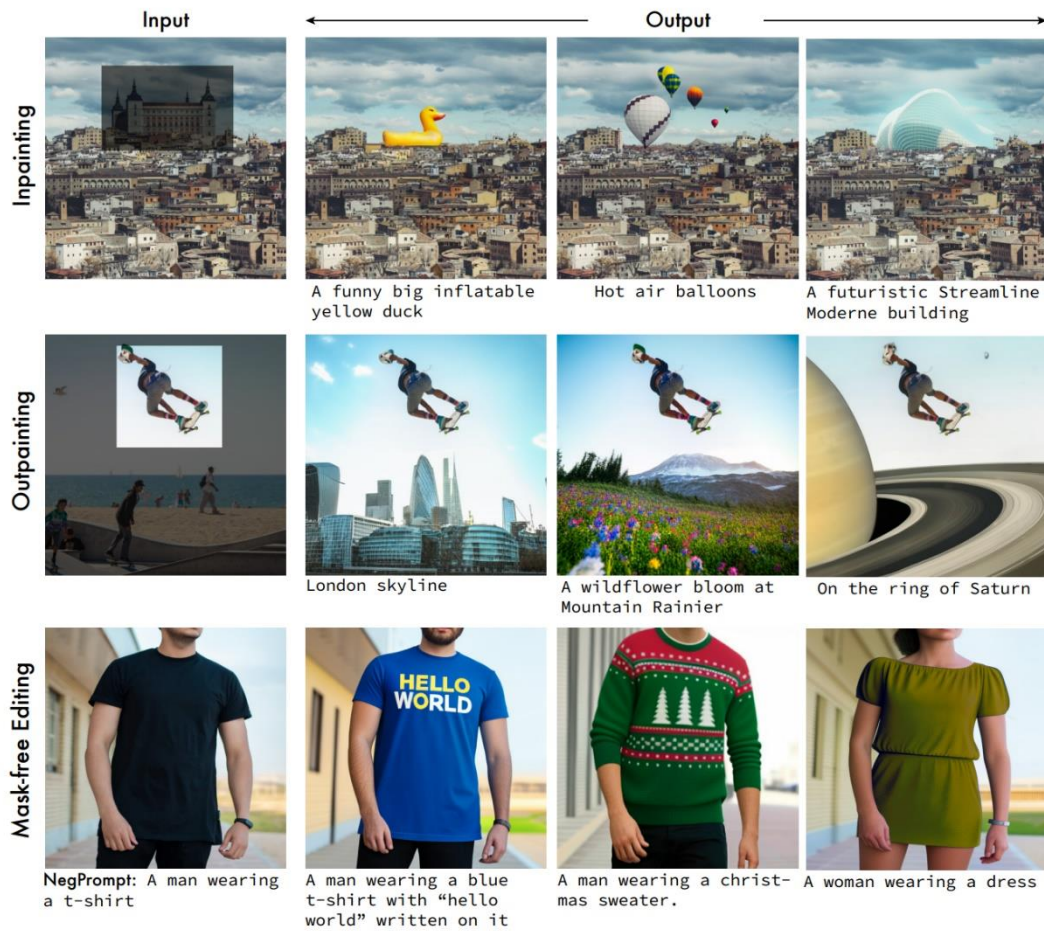 Input
Output
Inpainting
A funny big inflatable
yellow duck
Hot air balloons
A futuristic Streamline
Moderne building
Outpainting
London skyline
A wildflower bloom at
Mountain Rainier
On the ring of Saturn
Mask-free Editing
HELLO
WORLD
NegPrompt: A man wearing
a t-shirt
A man wearing a blue
t-shirt with “hello
world” written on it
A man wearing a christ-
mas sweater.
A woman wearing a dress